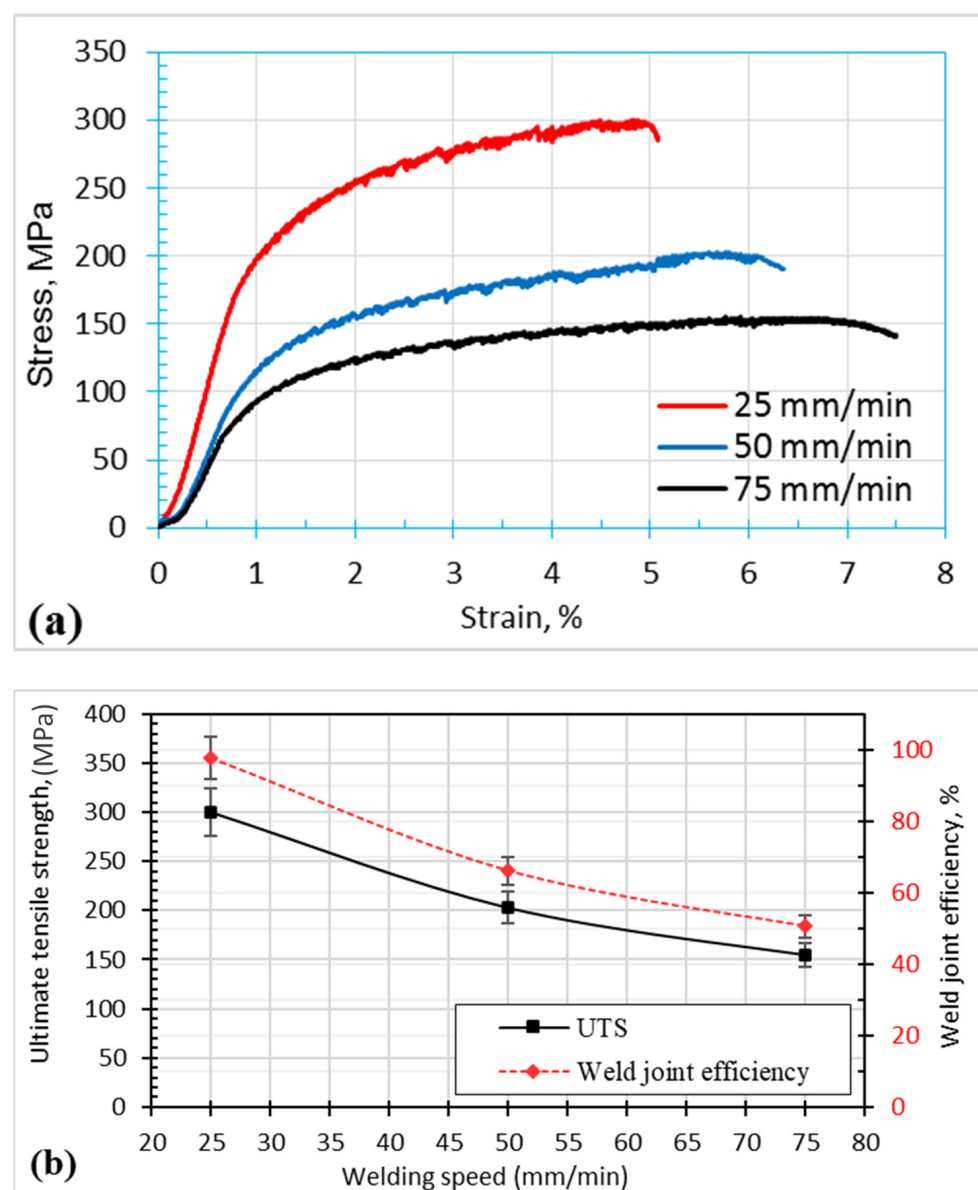 350
300
250
200
150
100
50
0
Stress, MPa
25 mm/min
50 mm/min
75 mm/min
0 1 2 3 4 5 6 7 8
Strain, %
(a)
400
350
300
250
200
150
100
50
0
Ultimate tensile strength,(MPa)
100
80
60
40
20
0
Weld joint efficiency, %
UTS
Weld joint efficiency
20 25 30 35 40 45 50 55 60 65 70 75 80
Welding speed (mm/min)
(b)